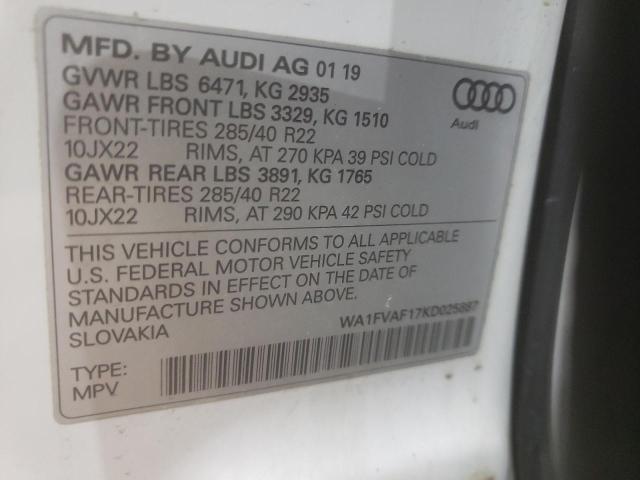 MFD. BY AUDI AG 01 19
GVWR LBS 6471, KG 2935
GAWR FRONT LBS 3329, KG 1510
FRONT-TIRES 285/40 R22
10JX22 RIMS, AT 270 KPA 39 PSI COLD
GAWR REAR LBS 3891, KG 1765
REAR-TIRES 285/40 R22
10JX22 RIMS, AT 290 KPA 42 PSI COLD
Audi
THIS VEHICLE CONFORMS TO ALL APPLICABLE
U.S. FEDERAL MOTOR VEHICLE SAFETY
STANDARDS IN EFFECT ON THE DATE OF
MANUFACTURE SHOWN ABOVE.
SLOVAKIA
WA1FVAF17KD025887
TYPE:
MPV